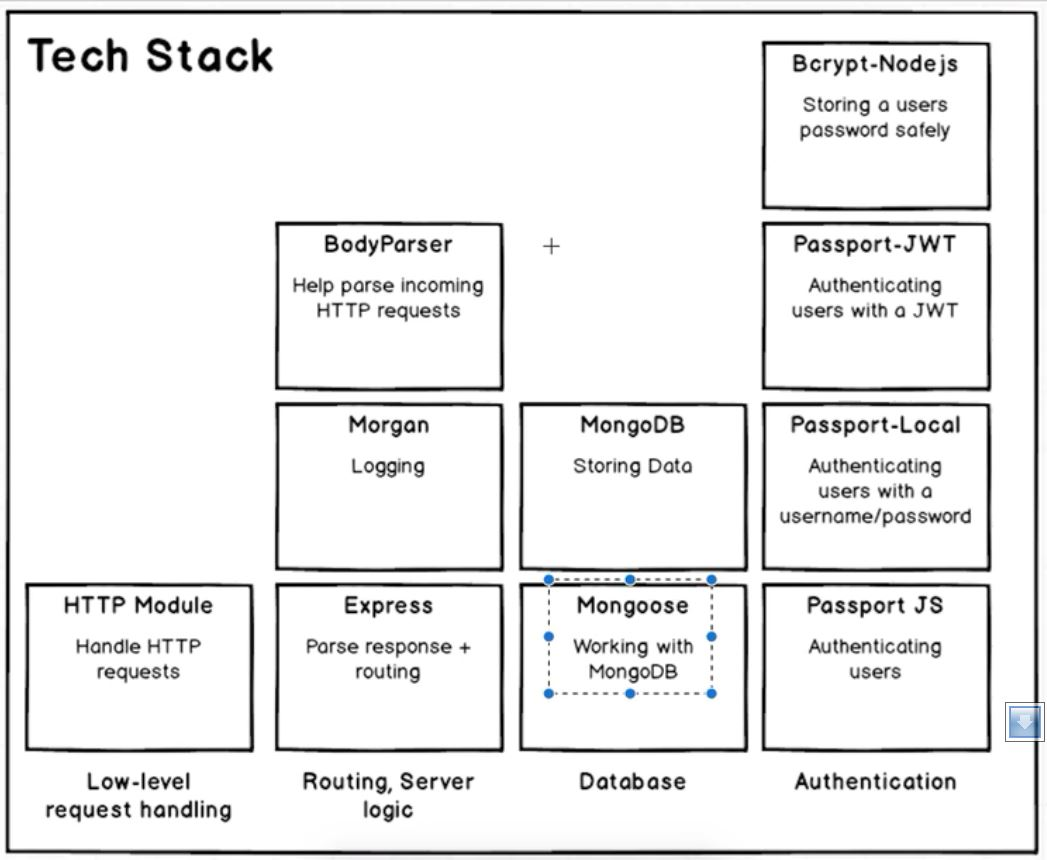 Tech Stack
Bcrypt-Nodejs
Storing a users
password safely
BodyParser
Help parse incoming
HTTP requests
Passport-JWT
Authenticating
users with a JWT
Morgan
Logging
MongoDB
Storing Data
Passport-Local
Authenticating
users with a
username/password
HTTP Module
Handle HTTP
requests
Express
Parse response +
routing
Mongoose
Working with
MongoDB
Passport JS
Authenticating
users
Low-level
request handling
Routing, Server
logic
Database
Authentication